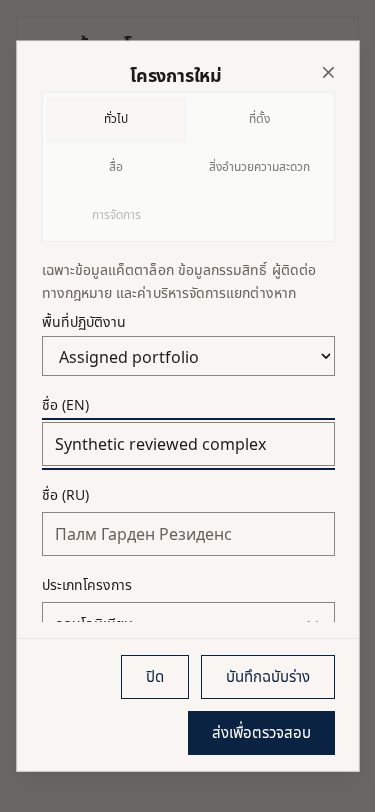 โครงการใหม่
ทั่วไป
ที่ตั้ง
สื่อ
สิ่งอำนวยความสะดวก
การจัดการ
เฉพาะข้อมูลแค็ตตาล็อก ข้อมูลกรรมสิทธิ์ ผู้ติดต่อ
ทางกฎหมาย และค่าบริหารจัดการแยกต่างหาก
พื้นที่ปฏิบัติงาน
Assigned portfolio
ชื่อ (EN)
Synthetic reviewed complex
ชื่อ (RU)
Палм Гарден Резиденс
ประเภทโครงการ
ปิด
บันทึกฉบับร่าง
ส่งเพื่อตรวจสอบ